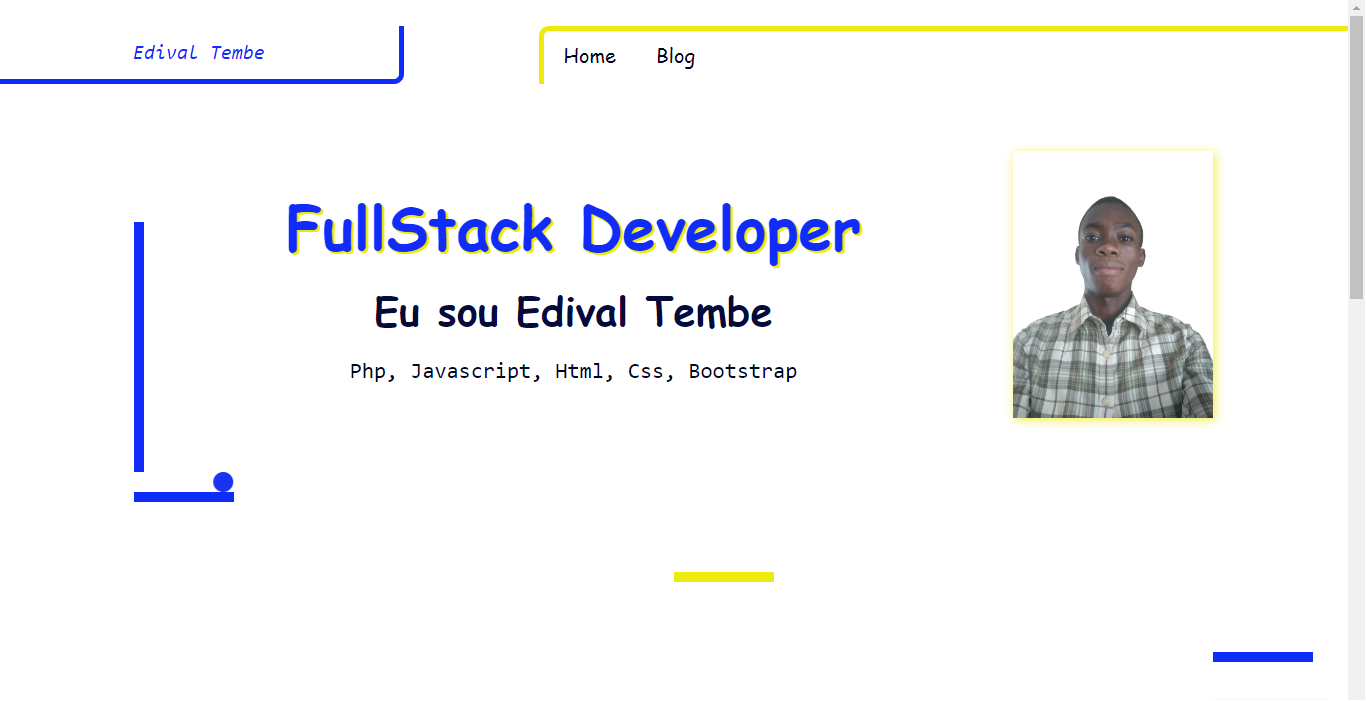 Edival Tembe
Home Blog
FullStack Developer
Eu sou Edival Tembe
Php, Javascript, Html, Css, Bootstrap